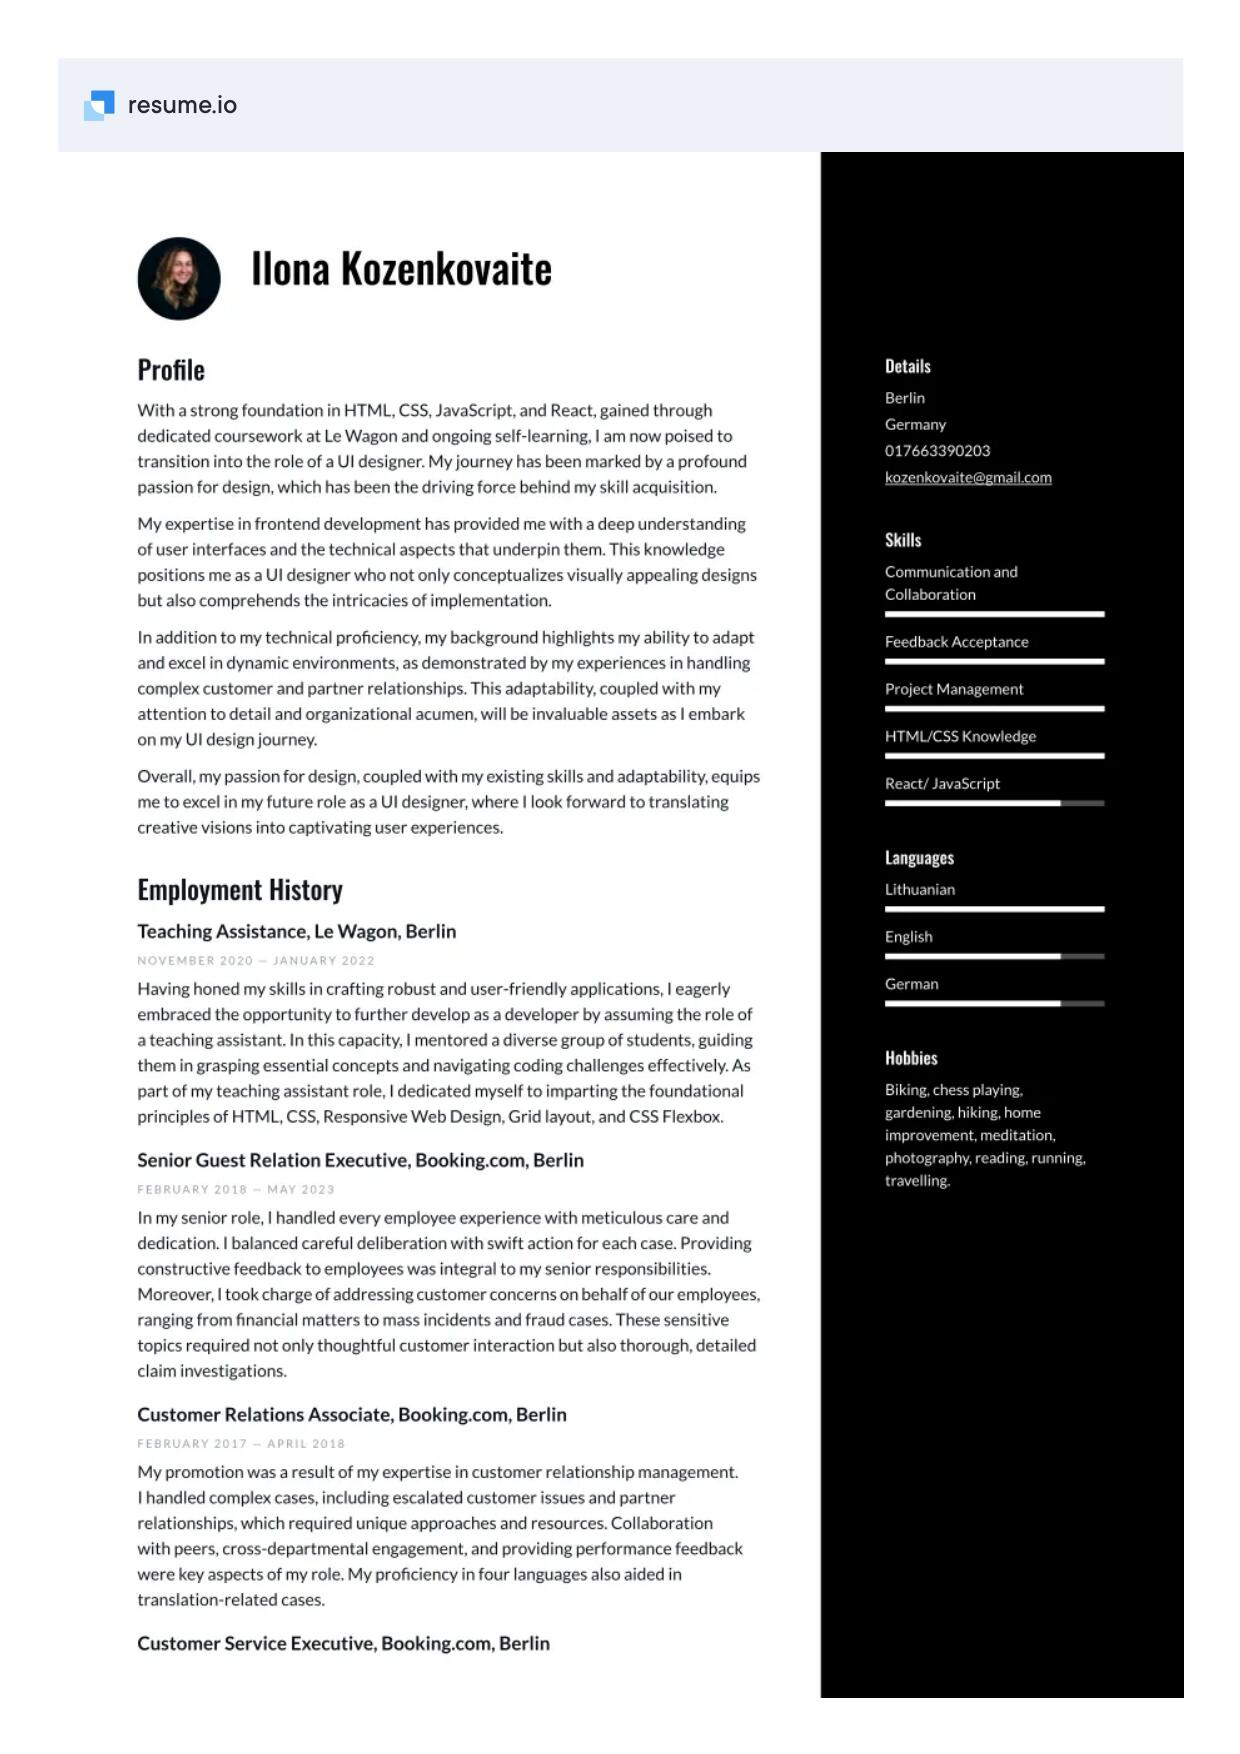 resume.io
Ilona Kozenkovaite
Profile
With a strong foundation in HTML, CSS, JavaScript, and React, gained through
dedicated coursework at Le Wagon and ongoing self-learning, I am now poised to
transition into the role of a UI designer. My journey has been marked by a profound
passion for design, which has been the driving force behind my skill acquisition.
My expertise in frontend development has provided me with a deep understanding
of user interfaces and the technical aspects that underpin them. This knowledge
positions me as a UI designer who not only conceptualizes visually appealing designs
but also comprehends the intricacies of implementation.
In addition to my technical proficiency, my background highlights my ability to adapt
and excel in dynamic environments, as demonstrated by my experiences in handling
complex customer and partner relationships. This adaptability, coupled with my
attention to detail and organizational acumen, will be invaluable assets as I embark
on my UI design journey.
Overall, my passion for design, coupled with my existing skills and adaptability, equips
me to excel in my future role as a UI designer, where I look forward to translating
creative visions into captivating user experiences.
Employment History
Teaching Assistance, Le Wagon, Berlin
NOVEMBER 2020 — JANUARY 2022
Having honed my skills in crafting robust and user-friendly applications, I eagerly
embraced the opportunity to further develop as a developer by assuming the role of
a teaching assistant. In this capacity, I mentored a diverse group of students, guiding
them in grasping essential concepts and navigating coding challenges effectively. As
part of my teaching assistant role, I dedicated myself to imparting the foundational
principles of HTML, CSS, Responsive Web Design, Grid layout, and CSS Flexbox.
Senior Guest Relation Executive, Booking.com, Berlin
FEBRUARY 2018 — MAY 2023
In my senior role, I handled every employee experience with meticulous care and
dedication. I balanced careful deliberation with swift action for each case. Providing
constructive feedback to employees was integral to my senior responsibilities.
Moreover, I took charge of addressing customer concerns on behalf of our employees,
ranging from financial matters to mass incidents and fraud cases. These sensitive
topics required not only thoughtful customer interaction but also thorough, detailed
claim investigations.
Customer Relations Associate, Booking.com, Berlin
FEBRUARY 2017 — APRIL 2018
My promotion was a result of my expertise in customer relationship management.
I handled complex cases, including escalated customer issues and partner
relationships, which required unique approaches and resources. Collaboration
with peers, cross-departmental engagement, and providing performance feedback
were key aspects of my role. My proficiency in four languages also aided in
translation-related cases.
Customer Service Executive, Booking.com, Berlin
Details
Berlin
Germany
017663390203
kozenkovaite@gmail.com
Skills
Communication and
Collaboration
Feedback Acceptance
Project Management
HTML/CSS Knowledge
React/ JavaScript
Languages
Lithuanian
English
German
Hobbies
Biking, chess playing,
gardening, hiking, home
improvement, meditation,
photography, reading, running,
travelling.